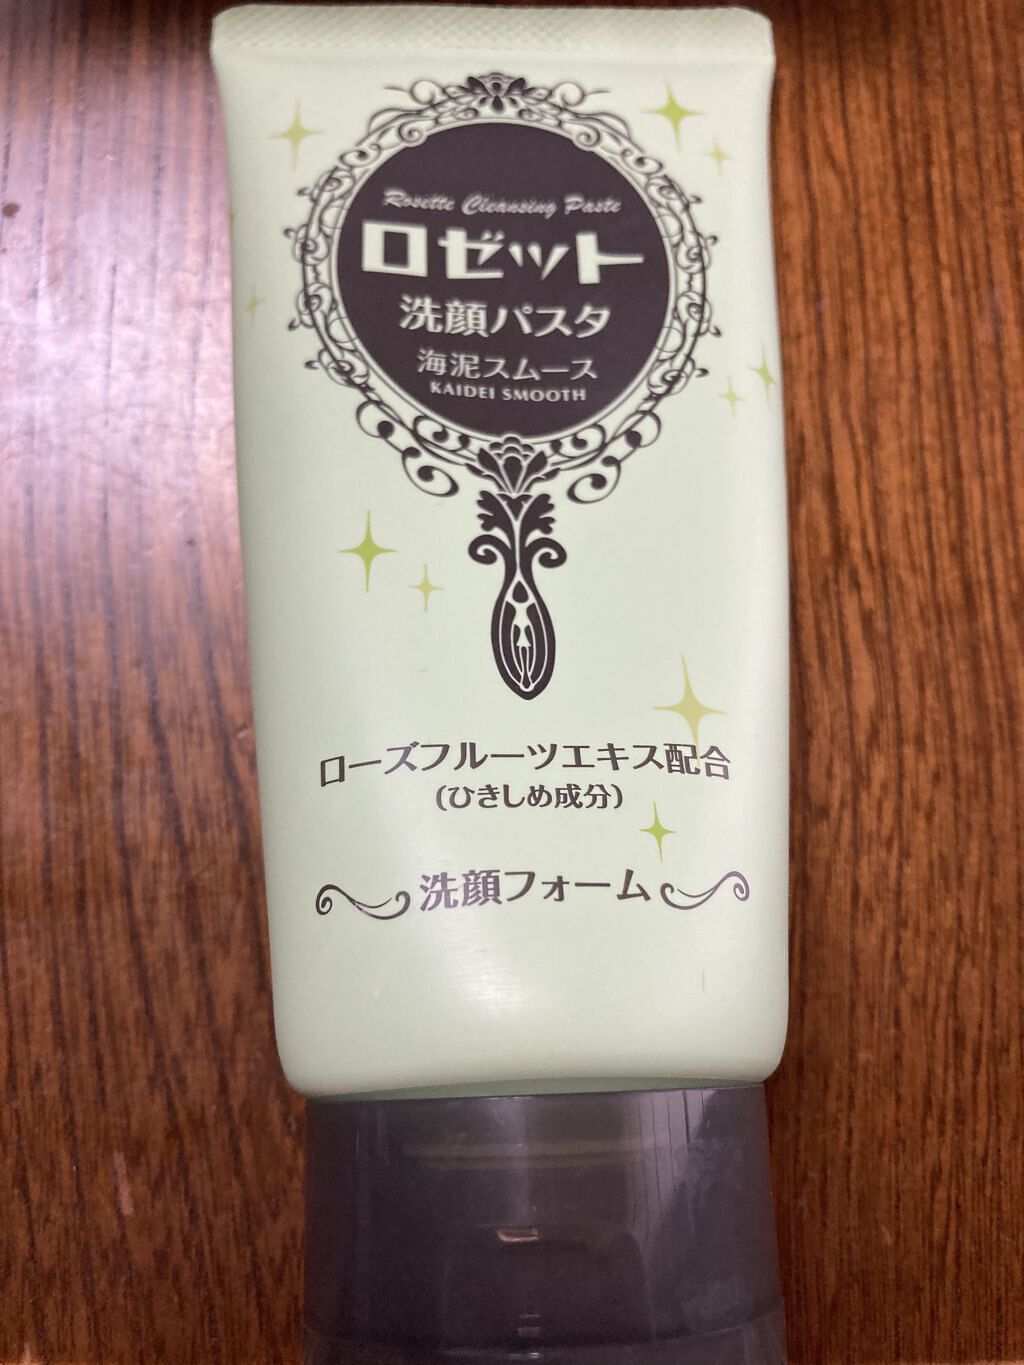 Rosette Cleansing Paste
ロゼット
洗顔パスタ
海泥スムース
KAIDEI SMOOTH
ローズフルーツエキス配合
(ひきしめ成分)
洗顔フォーム